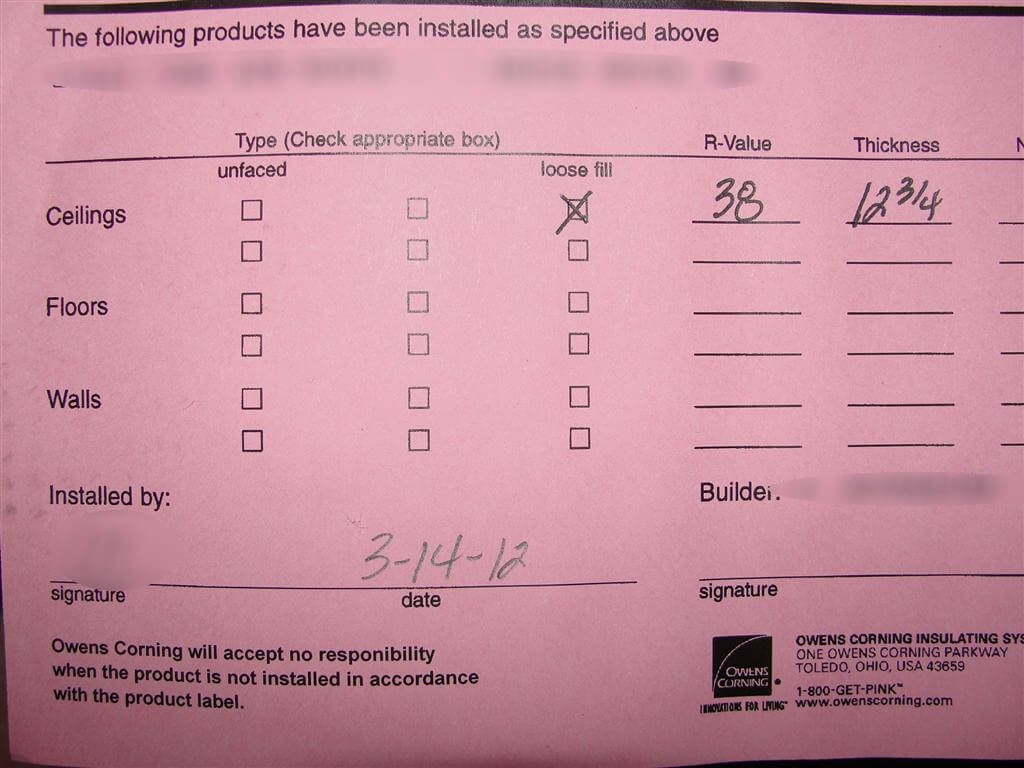 The following products have been installed as specified above
Type (Check appropriate box) R-Value Thickness N
unfaced loose fill
Ceilings 38 12 3/4
Floors
Walls
Installed by: Builder.
3-14-12
signature date signature
Owens Corning will accept no responibility
when the product is not installed in accordance
with the product label.
OWENS
CORNING
INNOVATIONS FOR LIVING™
OWENS CORNING INSULATING SYS
ONE OWENS CORNING PARKWAY
TOLEDO, OHIO, USA 43659
1-800-GET-PINK™
www.owenscorning.com